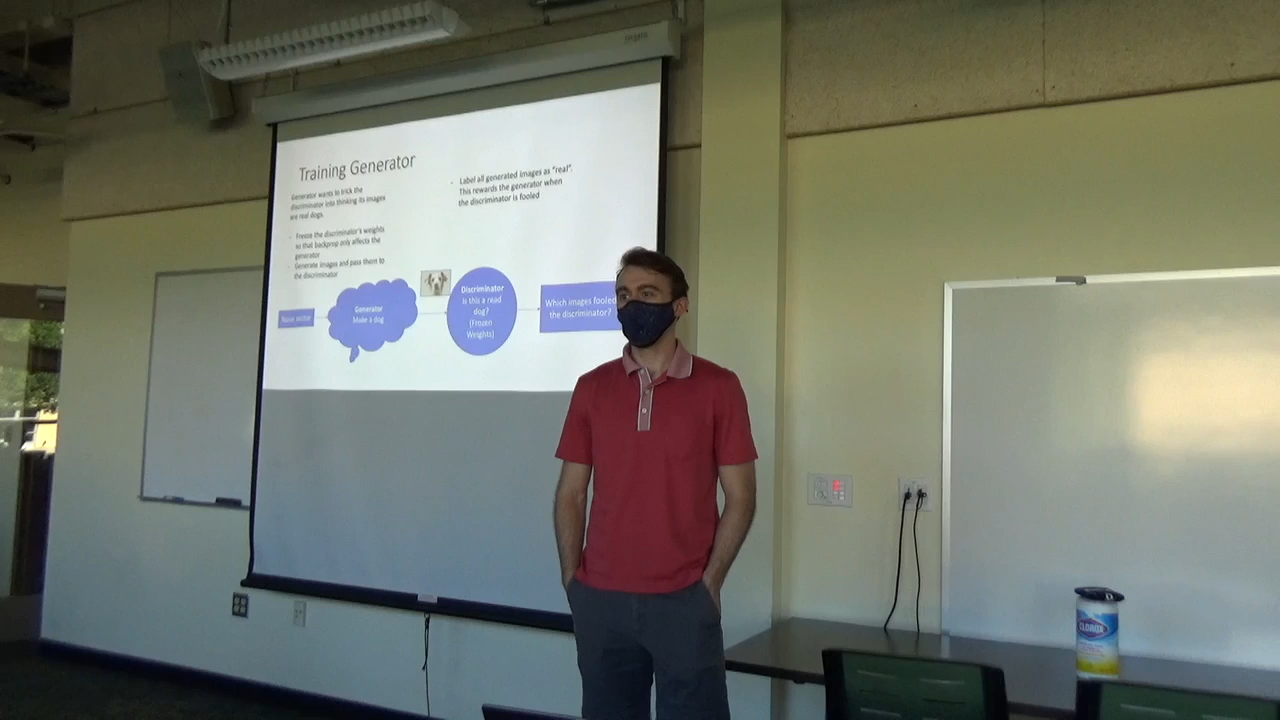 Training Generator
Generator wants to trick the
discriminator into thinking its images
are real dogs.
- Freeze the discriminator's weights
so that backprop only affects the
generator
- Generate images and pass them to
the discriminator
- Label all generated images as "real".
This rewards the generator when
the discriminator is fooled
Noise vector
Generator
Make a dog
Discriminator
Is this a read
dog?
(Frozen
Weights)
Which images fooled
the discriminator?
CLOROX